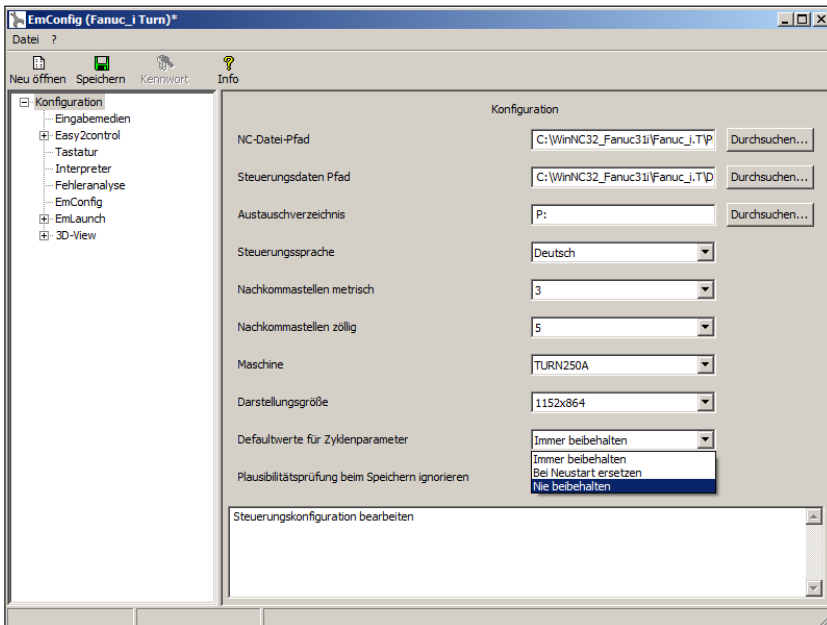 EmConfig (Fanuc_i Turn)*
Datei ?
Neu öffnen Speichern Kennwort Info
Konfiguration
Eingabemedien
Easy2control
Tastatur
Interpreter
Fehleranalyse
EmConfig
EmLaunch
3D-View
Konfiguration
NC-Datei-Pfad C:\WinNC32_Fanuc31i\Fanuc_i.T\P Durchsuchen...
Steuerungsdaten Pfad C:\WinNC32_Fanuc31i\Fanuc_i.T\D Durchsuchen...
Austauschverzeichnis P: Durchsuchen...
Steuerungssprache Deutsch
Nachkommastellen metrisch 3
Nachkommastellen zöllig 5
Maschine TURN250A
Darstellungsgröße 1152x864
Defaultwerte für Zyklenparameter Immer beibehalten
Immer beibehalten
Bei Neustart ersetzen
Plausibilitätsprüfung beim Speichern ignorieren
Nie beibehalten
Steuerungskonfiguration bearbeiten